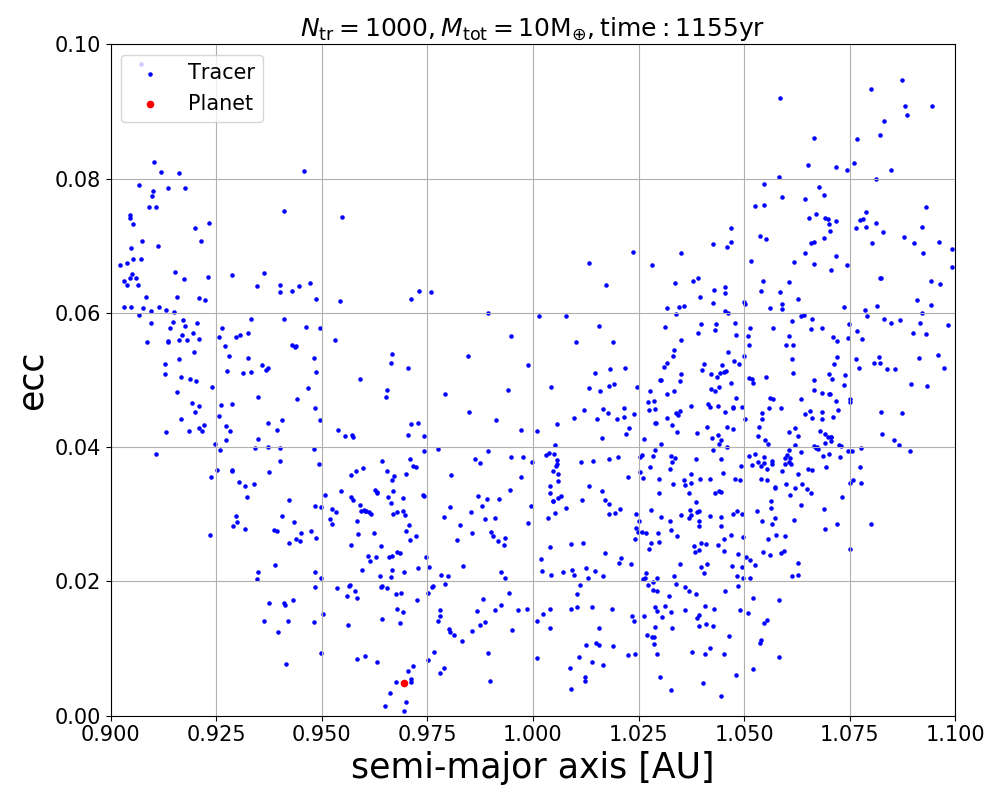 N_tr = 1000, M_tot = 10M_⊕, time : 1155yr
Tracer
Planet
ecc
0.10
0.08
0.06
0.04
0.02
0.00
0.900 0.925 0.950 0.975 1.000 1.025 1.050 1.075 1.100
semi-major axis [AU]